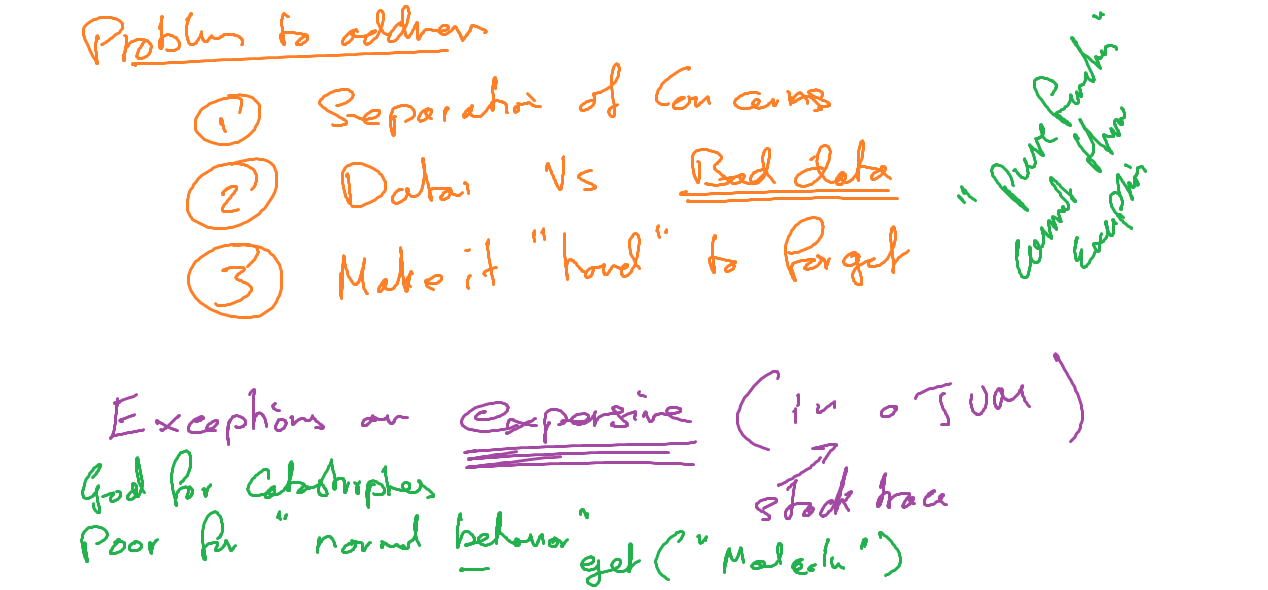 Problems to address
① Separation of Concerns
② Data Vs Bad data
③ Make it "hard" to forget
"Pure Function"
cannot throw
Exception
Exceptions are expensive (in a JVM)
stack trace
Good for Catastrophes
Poor for "normal behavior"
get("Malcolm")